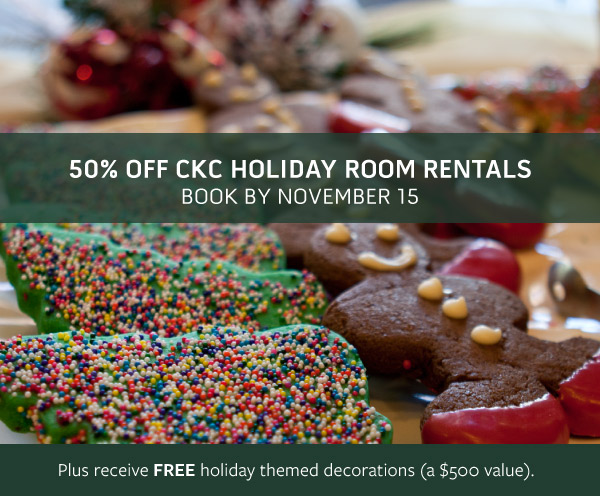 50% OFF CKC HOLIDAY ROOM RENTALS
BOOK BY NOVEMBER 15
Plus receive FREE holiday themed decorations (a $500 value).